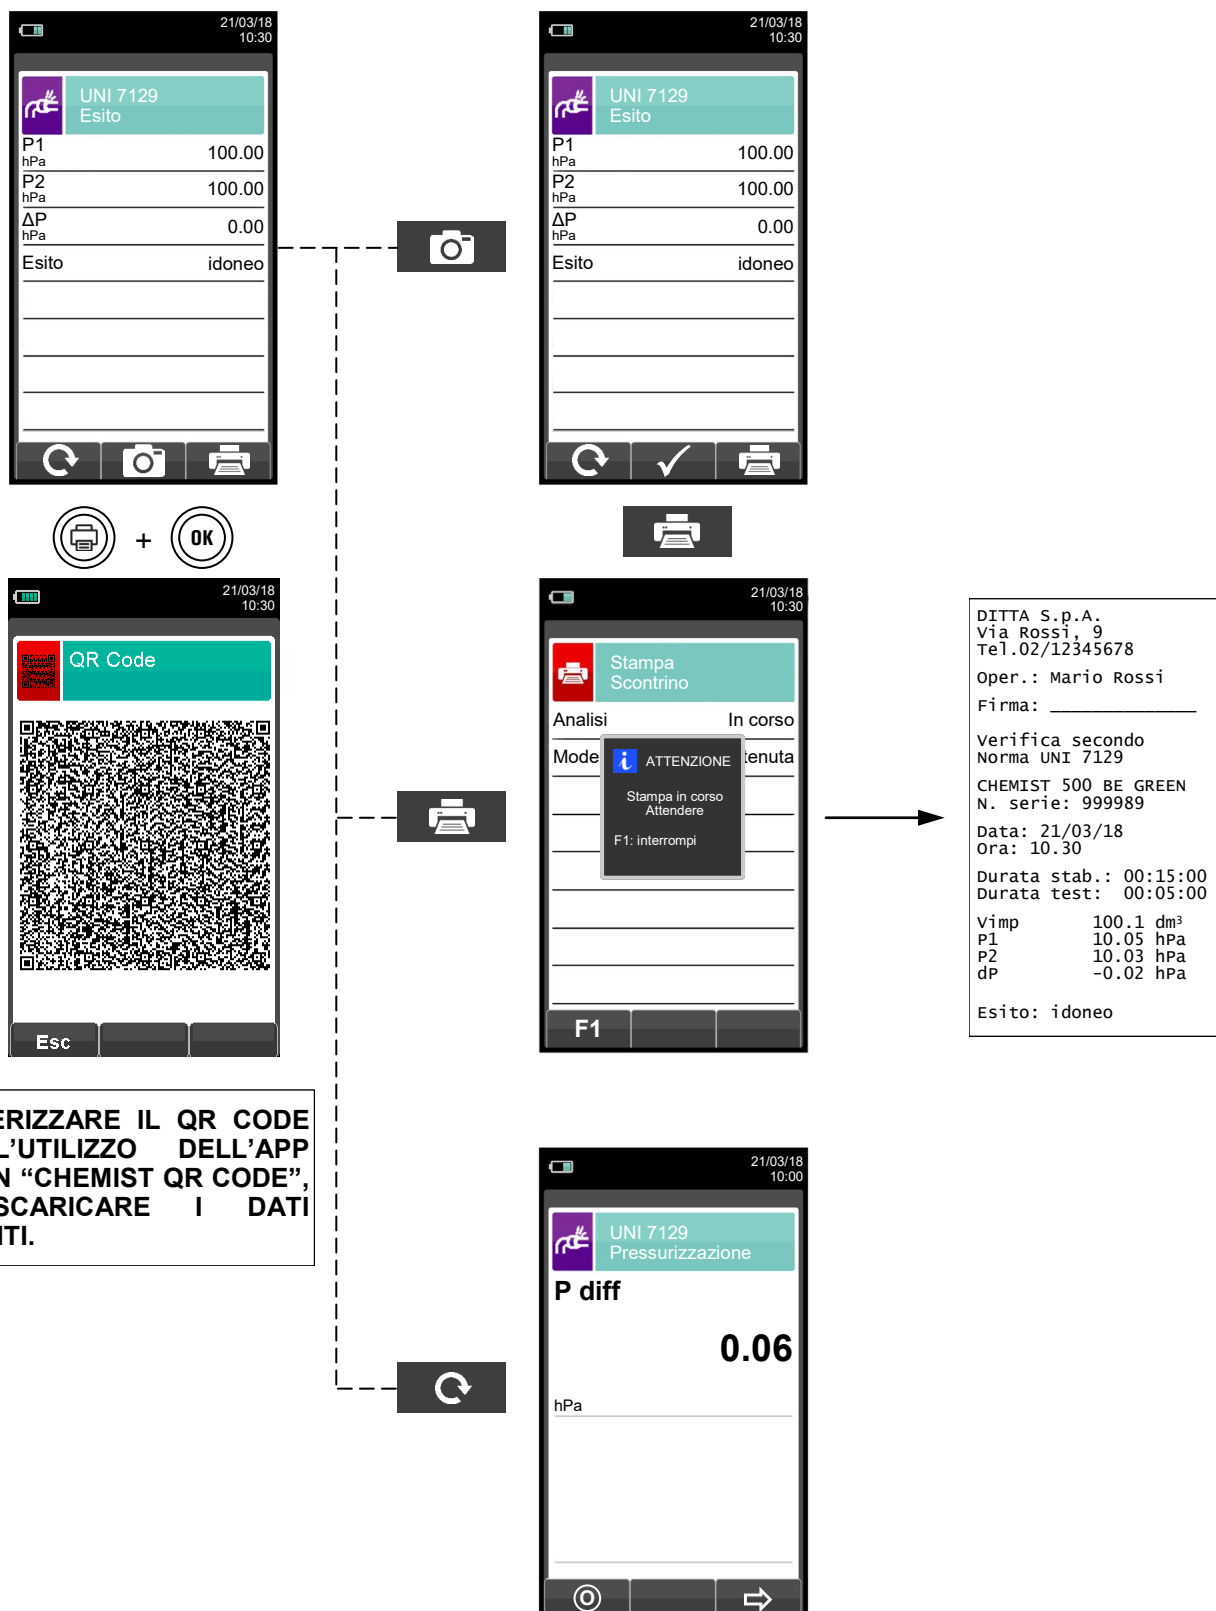 21/03/18
10:30
UNI 7129
Esito
P1
hPa
100.00
P2
hPa
100.00
ΔP
hPa
0.00
Esito idoneo
+
OK
21/03/18
10:30
UNI 7129
Esito
P1
hPa
100.00
P2
hPa
100.00
ΔP
hPa
0.00
Esito idoneo
21/03/18
10:30
QR Code
Esc
21/03/18
10:30
Stampa
Scontrino
Analisi In corso
Mode tenuta
i ATTENZIONE
Stampa in corso
Attendere
F1: interrompi
F1
DITTA S.p.A.
Via Rossi, 9
Tel.02/12345678
Oper.: Mario Rossi
Firma: ______________
Verifica secondo
Norma UNI 7129
CHEMIST 500 BE GREEN
N. serie: 999989
Data: 21/03/18
Ora: 10.30
Durata stab.: 00:15:00
Durata test: 00:05:00
Vimp 100.1 dm³
P1 10.05 hPa
P2 10.03 hPa
dP -0.02 hPa
Esito: idoneo
ERIZZARE IL QR CODE
L'UTILIZZO DELL'APP
N “CHEMIST QR CODE”,
SCARICARE I DATI
NTI.
21/03/18
10:00
UNI 7129
Pressurizzazione
P diff
0.06
hPa